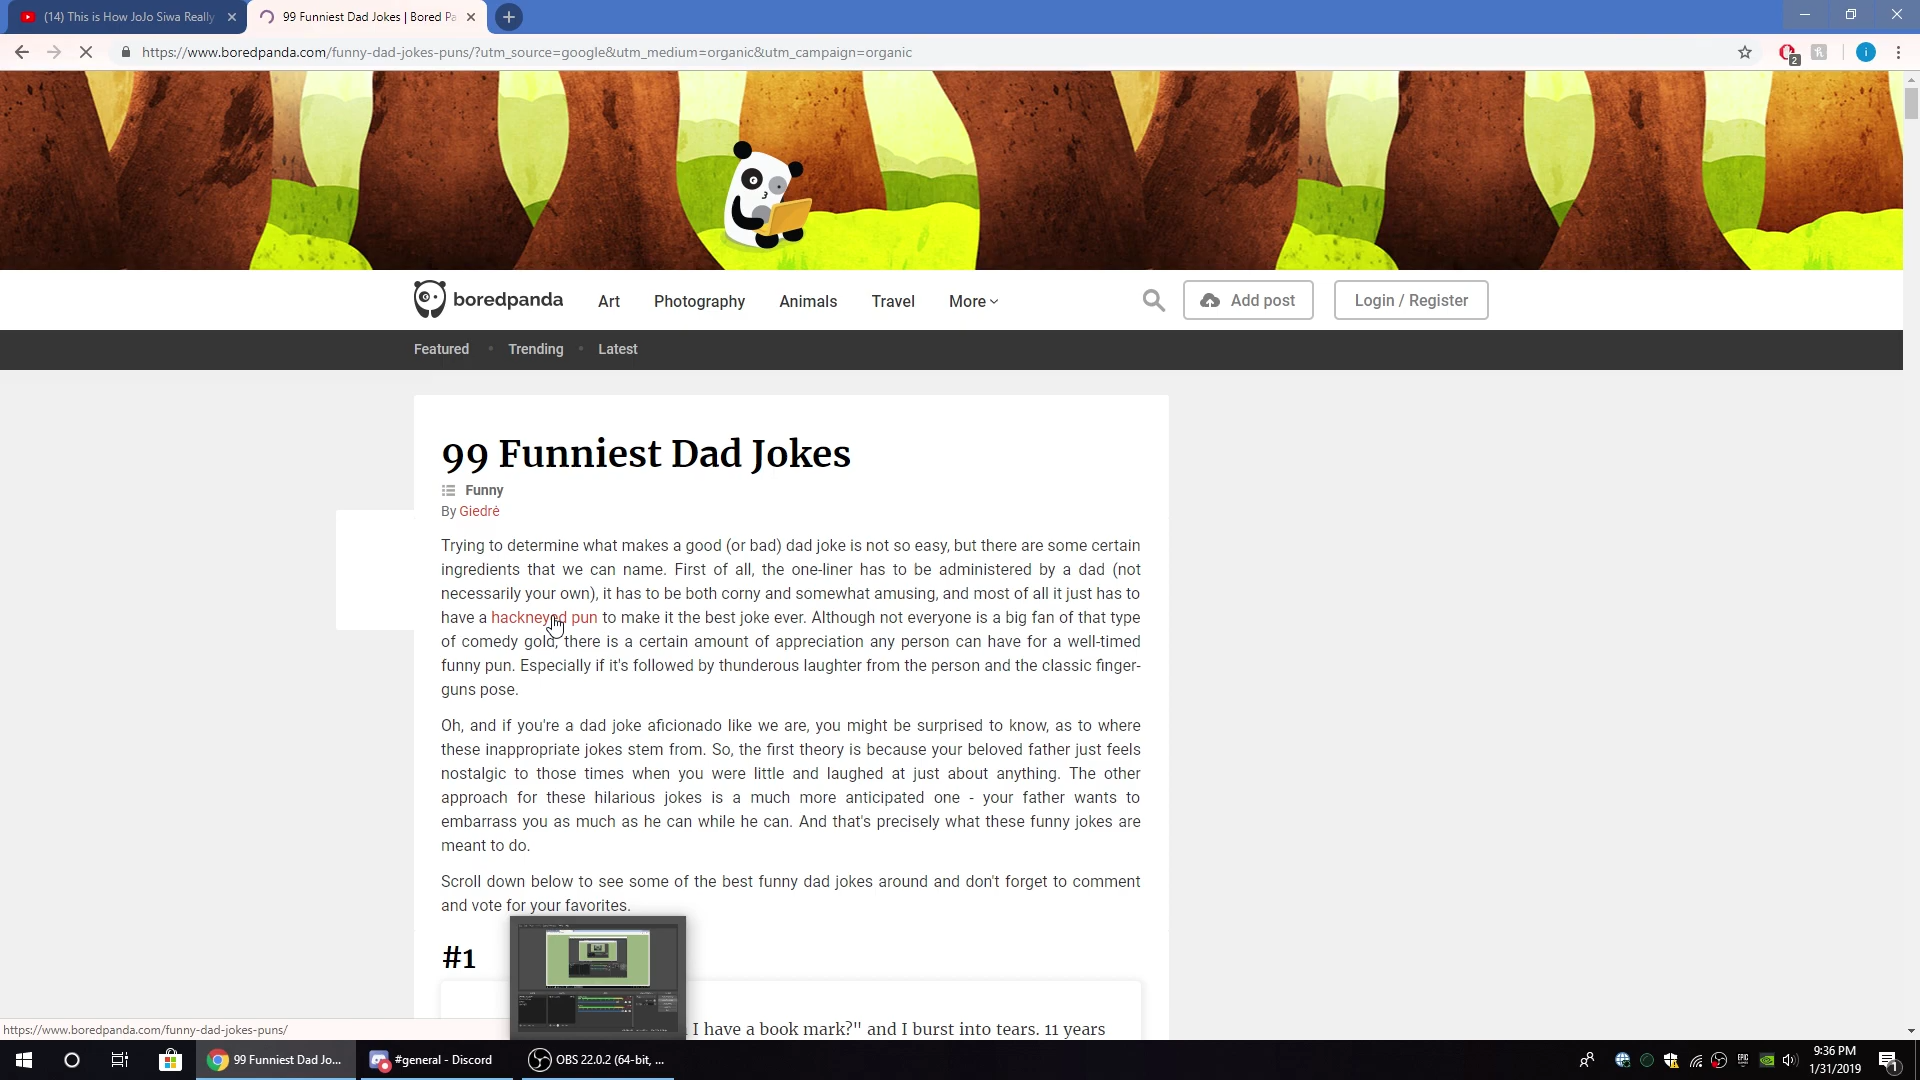 (14) This is How JoJo Siwa Really
99 Funniest Dad Jokes | Bored Pa
https://www.boredpanda.com/funny-dad-jokes-puns/?utm_source=google&utm_medium=organic&utm_campaign=organic
2
i
boredpanda
Art
Photography
Animals
Travel
More
Add post
Login / Register
Featured
Trending
Latest
99 Funniest Dad Jokes
Funny
By Giedrė
Trying to determine what makes a good (or bad) dad joke is not so easy, but there are some certain
ingredients that we can name. First of all, the one-liner has to be administered by a dad (not
necessarily your own), it has to be both corny and somewhat amusing, and most of all it just has to
have a hackneyed pun to make it the best joke ever. Although not everyone is a big fan of that type
of comedy gold, there is a certain amount of appreciation any person can have for a well-timed
funny pun. Especially if it's followed by thunderous laughter from the person and the classic finger-
guns pose.
Oh, and if you're a dad joke aficionado like we are, you might be surprised to know, as to where
these inappropriate jokes stem from. So, the first theory is because your beloved father just feels
nostalgic to those times when you were little and laughed at just about anything. The other
approach for these hilarious jokes is a much more anticipated one - your father wants to
embarrass you as much as he can while he can. And that's precisely what these funny jokes are
meant to do.
Scroll down below to see some of the best funny dad jokes around and don't forget to comment
and vote for your favorites.
#1
I have a book mark?" and I burst into tears. 11 years
https://www.boredpanda.com/funny-dad-jokes-puns/
99 Funniest Dad Jo...
#general - Discord
OBS 22.0.2 (64-bit, ...
EPIC
9:36 PM
1/31/2019
1